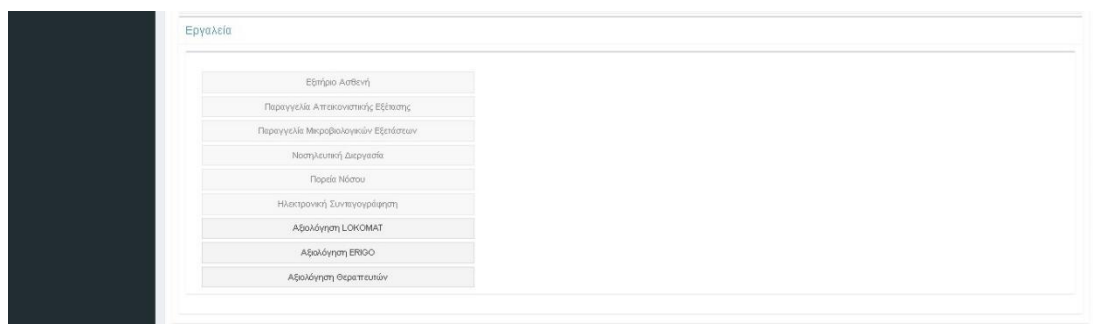 Εργαλεία
Εξιτήριο Ασθενή
Παραγγελία Απεικονιστικής Εξέτασης
Παραγγελία Μικροβιολογικών Εξετάσεων
Νοσηλευτική Διεργασία
Πορεία Νόσου
Ηλεκτρονική Συνταγογράφηση
Αξιολόγηση LOKOMAT
Αξιολόγηση ERIGO
Αξιολόγηση Θεραπευτών